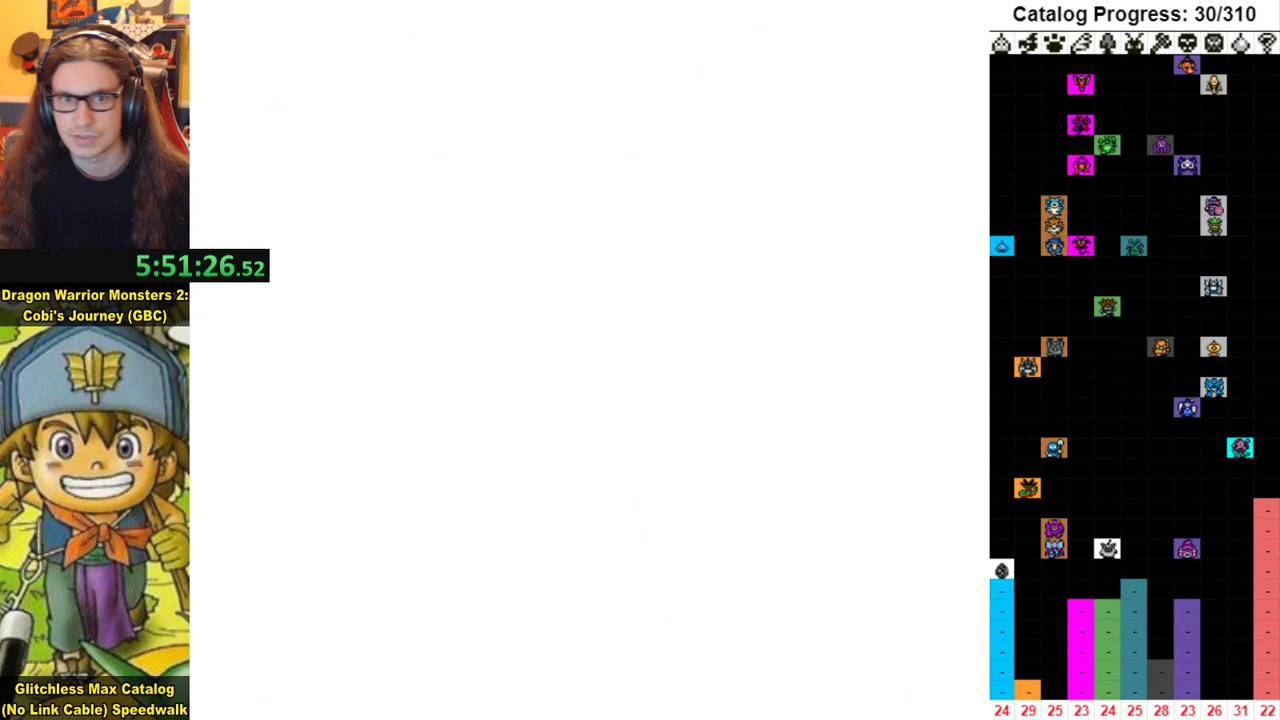 Catalog Progress: 30/310
5:51:26.52
Dragon Warrior Monsters 2:
Cobi's Journey (GBC)
Glitchless Max Catalog
(No Link Cable) Speedwalk
24 29 25 23 24 25 28 23 26 31 22